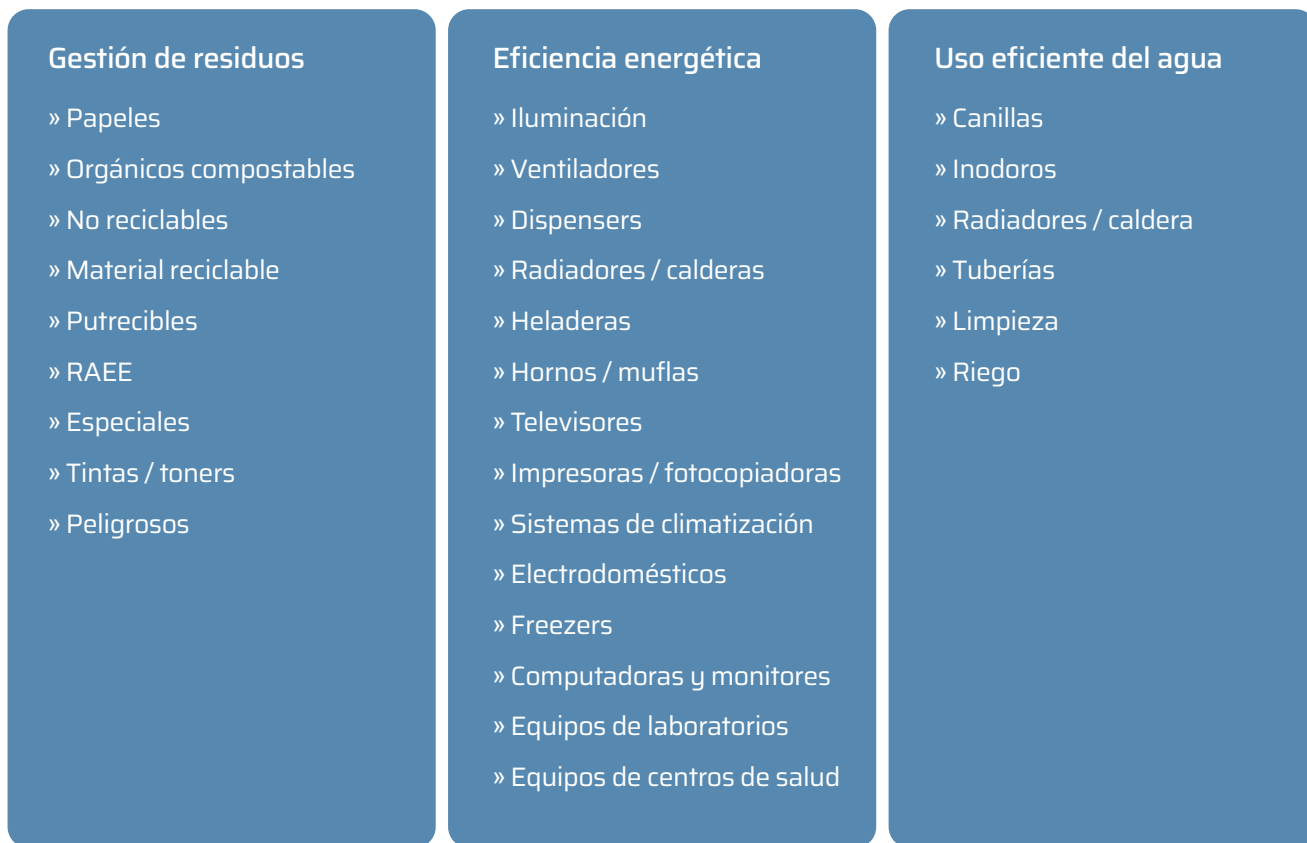 Gestión de residuos
» Papeles
» Orgánicos compostables
» No reciclables
» Material reciclable
» Putrecibles
» RAEE
» Especiales
» Tintas / toners
» Peligrosos
Eficiencia energética
» Iluminación
» Ventiladores
» Dispensers
» Radiadores / calderas
» Heladeras
» Hornos / muflas
» Televisores
» Impresoras / fotocopiadoras
» Sistemas de climatización
» Electrodomésticos
» Freezers
» Computadoras y monitores
» Equipos de laboratorios
» Equipos de centros de salud
Uso eficiente del agua
» Canillas
» Inodoros
» Radiadores / caldera
» Tuberías
» Limpieza
» Riego